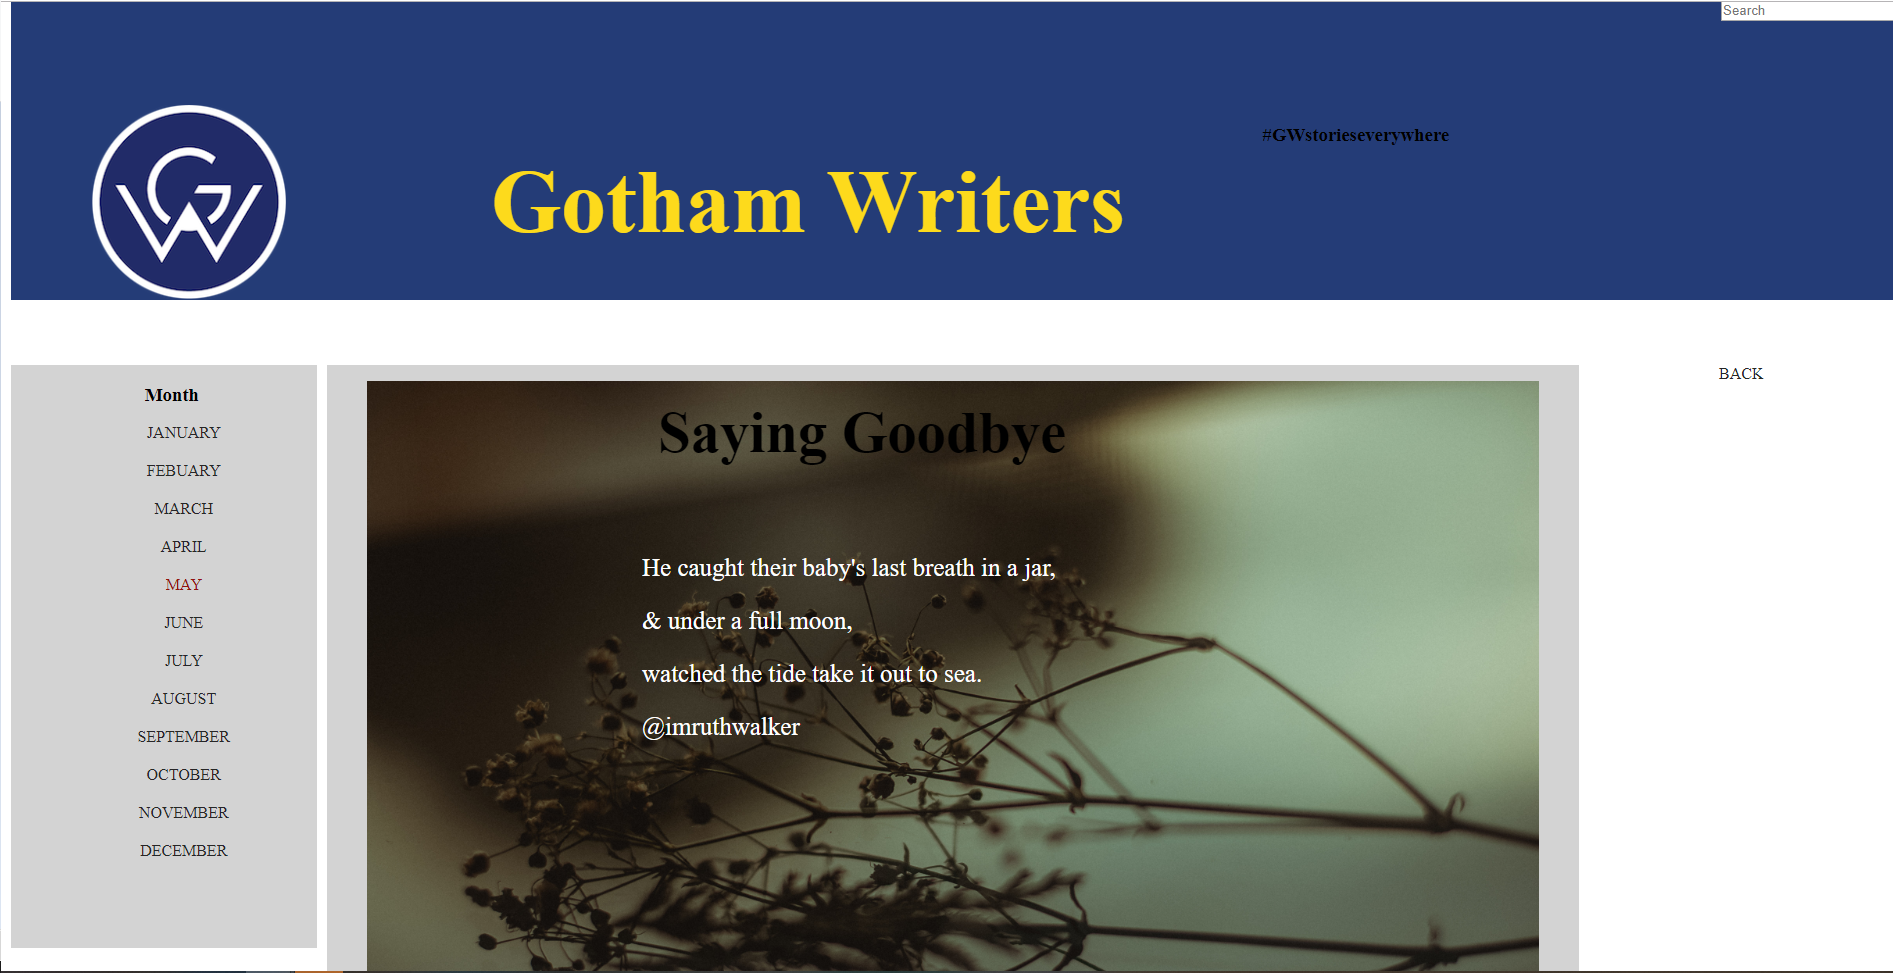 Search
GW
#GWstorieseverywhere
Gotham Writers
Month
JANUARY
FEBUARY
MARCH
APRIL
MAY
JUNE
JULY
AUGUST
SEPTEMBER
OCTOBER
NOVEMBER
DECEMBER
Saying Goodbye
He caught their baby's last breath in a jar,
& under a full moon,
watched the tide take it out to sea.
@imruthwalker
BACK